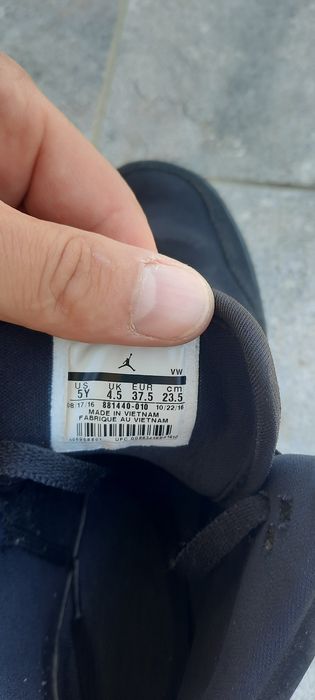 VW
US UK EUR cm
5Y 4.5 37.5 23.5
08/17/16 881440-010 10/22/16
MADE IN VIETNAM
FABRIQUE AU VIETNAM